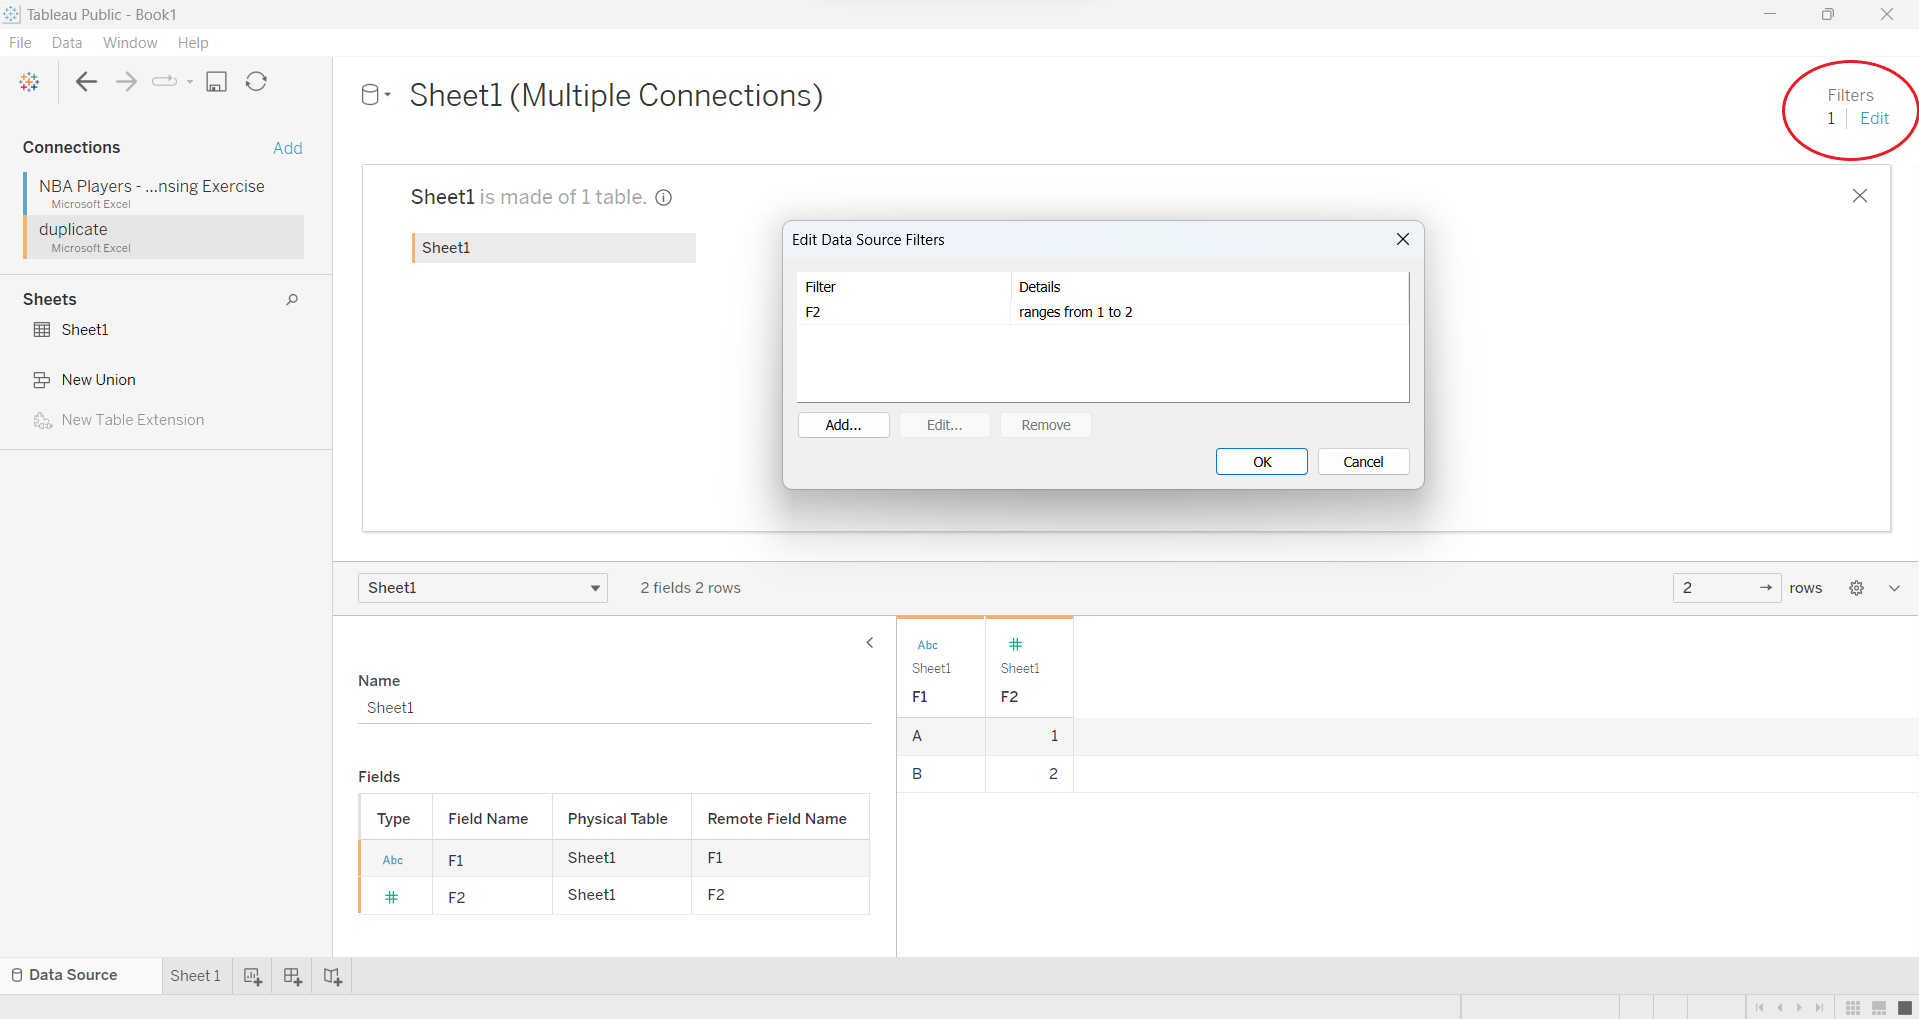 Tableau Public - Book1
File Data Window Help
Sheet1 (Multiple Connections)
Filters
1 Edit
Connections Add
NBA Players - ...nsing Exercise
Microsoft Excel
duplicate
Microsoft Excel
Sheets
Sheet1
New Union
New Table Extension
Sheet1 is made of 1 table.
Sheet1
Edit Data Source Filters
Filter Details
F2 ranges from 1 to 2
Add... Edit... Remove
OK Cancel
Sheet1 2 fields 2 rows 2 rows
Name
Sheet1
Fields
Type Field Name Physical Table Remote Field Name
Abc F1 Sheet1 F1
# F2 Sheet1 F2
Abc #
Sheet1 Sheet1
F1 F2
A 1
B 2
Data Source Sheet 1